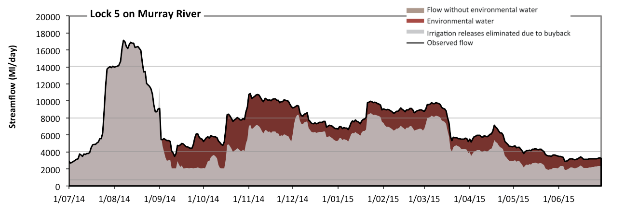 Lock 5 on Murray River
Flow without environmental water
Environmental water
Irrigation releases eliminated due to buyback
Observed flow
Streamflow (Ml/day)
20000
18000
16000
14000
12000
10000
8000
6000
4000
2000
0
1/07/14 1/08/14 1/09/14 1/10/14 1/11/14 1/12/14 1/01/15 1/02/15 1/03/15 1/04/15 1/05/15 1/06/15